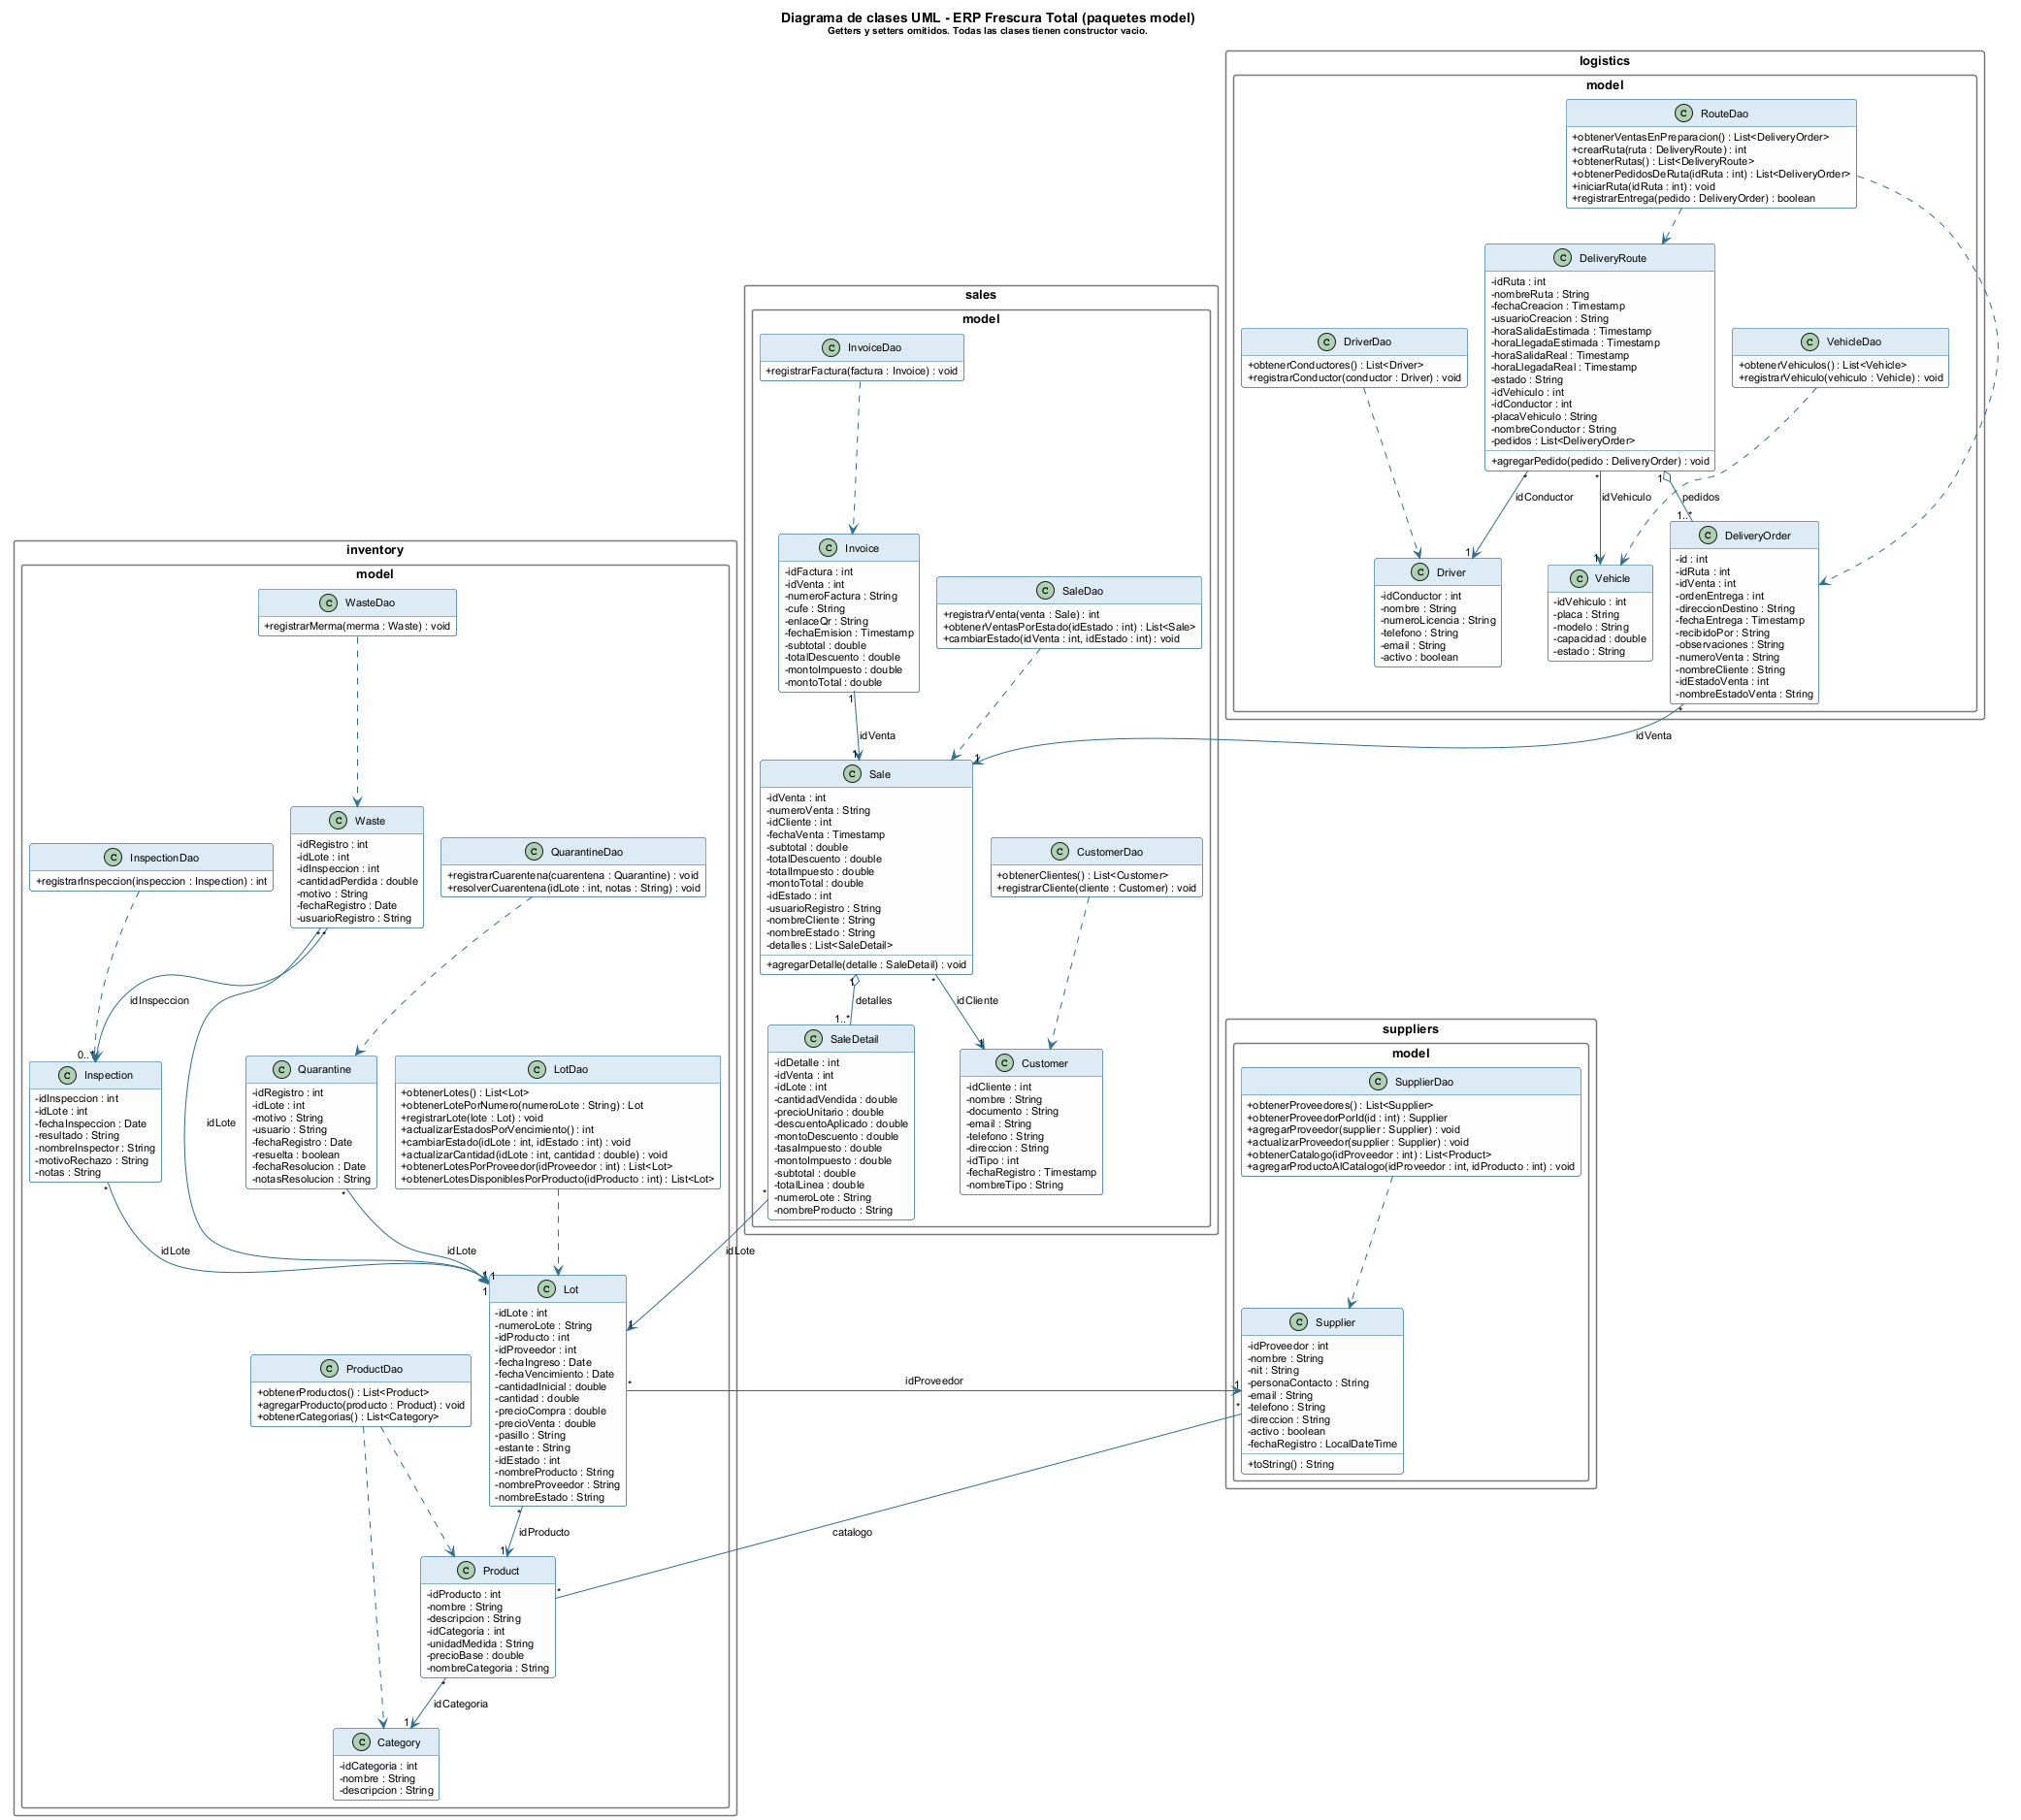 Diagrama de clases UML - ERP Frescura Total (paquetes model)
Getters y setters omitidos. Todas las clases tienen constructor vacio.
logistics
model
RouteDao
+obtenerVentasEnPreparacion() : List<DeliveryOrder>
+crearRuta(ruta : DeliveryRoute) : int
+obtenerRutas() : List<DeliveryRoute>
+obtenerPedidosDeRuta(idRuta : int) : List<DeliveryOrder>
+iniciarRuta(idRuta : int) : void
+registrarEntrega(pedido : DeliveryOrder) : boolean
DeliveryRoute
-idRuta : int
-nombreRuta : String
-fechaCreacion : Timestamp
-usuarioCreacion : String
-horaSalidaEstimada : Timestamp
-horaLlegadaEstimada : Timestamp
-horaSalidaReal : Timestamp
-horaLlegadaReal : Timestamp
-estado : String
-idVehiculo : int
-idConductor : int
-placaVehiculo : String
-nombreConductor : String
-pedidos : List<DeliveryOrder>
+agregarPedido(pedido : DeliveryOrder) : void
DriverDao
+obtenerConductores() : List<Driver>
+registrarConductor(conductor : Driver) : void
VehicleDao
+obtenerVehiculos() : List<Vehicle>
+registrarVehiculo(vehiculo : Vehicle) : void
* * 1
idConductor idVehiculo pedidos
1 1 1..*
Driver
-idConductor : int
-nombre : String
-numeroLicencia : String
-telefono : String
-email : String
-activo : boolean
Vehicle
-idVehiculo : int
-placa : String
-modelo : String
-capacidad : double
-estado : String
DeliveryOrder
-id : int
-idRuta : int
-idVenta : int
-ordenEntrega : int
-direccionDestino : String
-fechaEntrega : Timestamp
-recibidoPor : String
-observaciones : String
-numeroVenta : String
-nombreCliente : String
-idEstadoVenta : int
-nombreEstadoVenta : String
*
idVenta
1
sales
model
InvoiceDao
+registrarFactura(factura : Invoice) : void
Invoice
-idFactura : int
-idVenta : int
-numeroFactura : String
-cufe : String
-enlaceQr : String
-fechaEmision : Timestamp
-subtotal : double
-totalDescuento : double
-montoImpuesto : double
-montoTotal : double
1
idVenta
1
SaleDao
+registrarVenta(venta : Sale) : int
+obtenerVentasPorEstado(idEstado : int) : List<Sale>
+cambiarEstado(idVenta : int, idEstado : int) : void
Sale
-idVenta : int
-numeroVenta : String
-idCliente : int
-fechaVenta : Timestamp
-subtotal : double
-totalDescuento : double
-totalImpuesto : double
-montoTotal : double
-idEstado : int
-usuarioRegistro : String
-nombreCliente : String
-nombreEstado : String
-detalles : List<SaleDetail>
+agregarDetalle(detalle : SaleDetail) : void
CustomerDao
+obtenerClientes() : List<Customer>
+registrarCliente(cliente : Customer) : void
1 *
detalles idCliente
1..* 1
SaleDetail
-idDetalle : int
-idVenta : int
-idLote : int
-cantidadVendida : double
-precioUnitario : double
-descuentoAplicado : double
-montoDescuento : double
-tasaImpuesto : double
-montoImpuesto : double
-subtotal : double
-totalLinea : double
-numeroLote : String
-nombreProducto : String
Customer
-idCliente : int
-nombre : String
-documento : String
-email : String
-telefono : String
-direccion : String
-idTipo : int
-fechaRegistro : Timestamp
-nombreTipo : String
*
idLote
1
inventory
model
WasteDao
+registrarMerma(merma : Waste) : void
Waste
-idRegistro : int
-idLote : int
-idInspeccion : int
-cantidadPerdida : double
-motivo : String
-fechaRegistro : Date
-usuarioRegistro : String
InspectionDao
+registrarInspeccion(inspeccion : Inspection) : int
QuarantineDao
+registrarCuarentena(cuarentena : Quarantine) : void
+resolverCuarentena(idLote : int, notas : String) : void
* *
idInspeccion
0..*
idLote
Inspection
-idInspeccion : int
-idLote : int
-fechaInspeccion : Date
-resultado : String
-nombreInspector : String
-motivoRechazo : String
-notas : String
Quarantine
-idRegistro : int
-idLote : int
-motivo : String
-usuario : String
-fechaRegistro : Date
-resuelta : boolean
-fechaResolucion : Date
-notasResolucion : String
LotDao
+obtenerLotes() : List<Lot>
+obtenerLotePorNumero(numeroLote : String) : Lot
+registrarLote(lote : Lot) : void
+actualizarEstadosPorVencimiento() : int
+cambiarEstado(idLote : int, idEstado : int) : void
+actualizarCantidad(idLote : int, cantidad : double) : void
+obtenerLotesPorProveedor(idProveedor : int) : List<Lot>
+obtenerLotesDisponiblesPorProducto(idProducto : int) : List<Lot>
* *
idLote idLote
1 1
1
Lot
-idLote : int
-numeroLote : String
-idProducto : int
-idProveedor : int
-fechaIngreso : Date
-fechaVencimiento : Date
-cantidadInicial : double
-cantidad : double
-precioCompra : double
-precioVenta : double
-pasillo : String
-estante : String
-idEstado : int
-nombreProducto : String
-nombreProveedor : String
-nombreEstado : String
ProductDao
+obtenerProductos() : List<Product>
+agregarProducto(producto : Product) : void
+obtenerCategorias() : List<Category>
*
idProducto
1
Product
-idProducto : int
-nombre : String
-descripcion : String
-idCategoria : int
-unidadMedida : String
-precioBase : double
-nombreCategoria : String
*
idCategoria
1
Category
-idCategoria : int
-nombre : String
-descripcion : String
* idProveedor 1
* catalogo *
suppliers
model
SupplierDao
+obtenerProveedores() : List<Supplier>
+obtenerProveedorPorId(id : int) : Supplier
+agregarProveedor(supplier : Supplier) : void
+actualizarProveedor(supplier : Supplier) : void
+obtenerCatalogo(idProveedor : int) : List<Product>
+agregarProductoAlCatalogo(idProveedor : int, idProducto : int) : void
Supplier
-idProveedor : int
-nombre : String
-nit : String
-personaContacto : String
-email : String
-telefono : String
-direccion : String
-activo : boolean
-fechaRegistro : LocalDateTime
+toString() : String